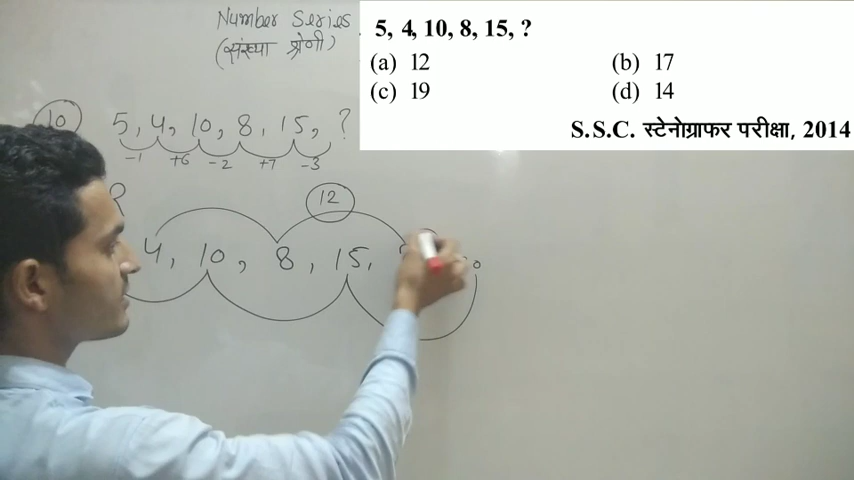 Number Series
(संख्या श्रेणी)
5, 4, 10, 8, 15, ?
(a) 12 (b) 17
(c) 19 (d) 14
S.S.C. स्टेनोग्राफर परीक्षा, 2014
10 5, 4, 10, 8, 15, ?
-1 +6 -2 +7 -3
12
4, 10, 8, 15,